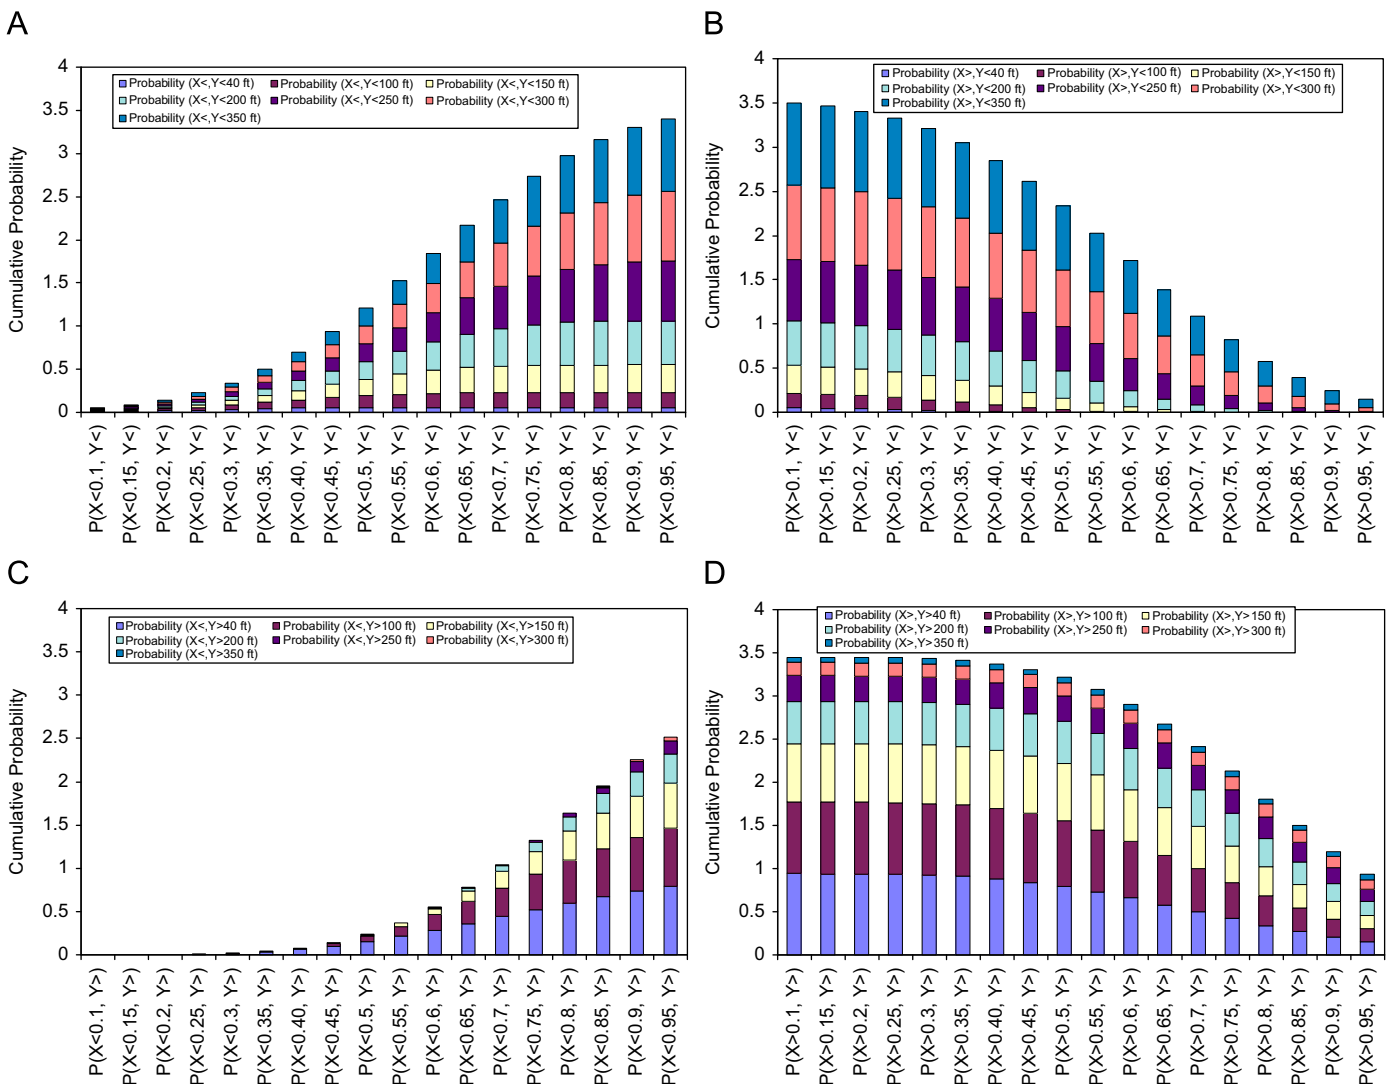 A
Cumulative Probability
4
3.5
3
2.5
2
1.5
1
0.5
0
Probability (X<,Y<40 ft) Probability (X<,Y<100 ft) Probability (X<,Y<150 ft)
Probability (X<,Y<200 ft) Probability (X<,Y<250 ft) Probability (X<,Y<300 ft)
Probability (X<,Y<350 ft)
P(X<0.1, Y<)
P(X<0.15, Y<)
P(X<0.2, Y<)
P(X<0.25, Y<)
P(X<0.3, Y<)
P(X<0.35, Y<)
P(X<0.40, Y<)
P(X<0.45, Y<)
P(X<0.5, Y<)
P(X<0.55, Y<)
P(X<0.6, Y<)
P(X<0.65, Y<)
P(X<0.7, Y<)
P(X<0.75, Y<)
P(X<0.8, Y<)
P(X<0.85, Y<)
P(X<0.9, Y<)
P(X<0.95, Y<)
B
Cumulative Probability
4
3.5
3
2.5
2
1.5
1
0.5
0
Probability (X>,Y<40 ft) Probability (X>,Y<100 ft) Probability (X>,Y<150 ft)
Probability (X>,Y<200 ft) Probability (X>,Y<250 ft) Probability (X>,Y<300 ft)
Probability (X>,Y<350 ft)
P(X>0.1, Y<)
P(X>0.15, Y<)
P(X>0.2, Y<)
P(X>0.25, Y<)
P(X>0.3, Y<)
P(X>0.35, Y<)
P(X>0.40, Y<)
P(X>0.45, Y<)
P(X>0.5, Y<)
P(X>0.55, Y<)
P(X>0.6, Y<)
P(X>0.65, Y<)
P(X>0.7, Y<)
P(X>0.75, Y<)
P(X>0.8, Y<)
P(X>0.85, Y<)
P(X>0.9, Y<)
P(X>0.95, Y<)
C
Cumulative Probability
4
3.5
3
2.5
2
1.5
1
0.5
0
Probability (X<,Y>40 ft) Probability (X<,Y>100 ft) Probability (X<,Y>150 ft)
Probability (X<,Y>200 ft) Probability (X<,Y>250 ft) Probability (X<,Y>300 ft)
Probability (X<,Y>350 ft)
P(X<0.1, Y>)
P(X<0.15, Y>)
P(X<0.2, Y>)
P(X<0.25, Y>)
P(X<0.3, Y>)
P(X<0.35, Y>)
P(X<0.40, Y>)
P(X<0.45, Y>)
P(X<0.5, Y>)
P(X<0.55, Y>)
P(X<0.6, Y>)
P(X<0.65, Y>)
P(X<0.7, Y>)
P(X<0.75, Y>)
P(X<0.8, Y>)
P(X<0.85, Y>)
P(X<0.9, Y>)
P(X<0.95, Y>)
D
Cumulative Probability
4
3.5
3
2.5
2
1.5
1
0.5
0
Probability (X>,Y>40 ft) Probability (X>,Y>100 ft) Probability (X>,Y>150 ft)
Probability (X>,Y>200 ft) Probability (X>,Y>250 ft) Probability (X>,Y>300 ft)
Probability (X>,Y>350 ft)
P(X>0.1, Y>)
P(X>0.15, Y>)
P(X>0.2, Y>)
P(X>0.25, Y>)
P(X>0.3, Y>)
P(X>0.35, Y>)
P(X>0.40, Y>)
P(X>0.45, Y>)
P(X>0.5, Y>)
P(X>0.55, Y>)
P(X>0.6, Y>)
P(X>0.65, Y>)
P(X>0.7, Y>)
P(X>0.75, Y>)
P(X>0.8, Y>)
P(X>0.85, Y>)
P(X>0.9, Y>)
P(X>0.95, Y>)